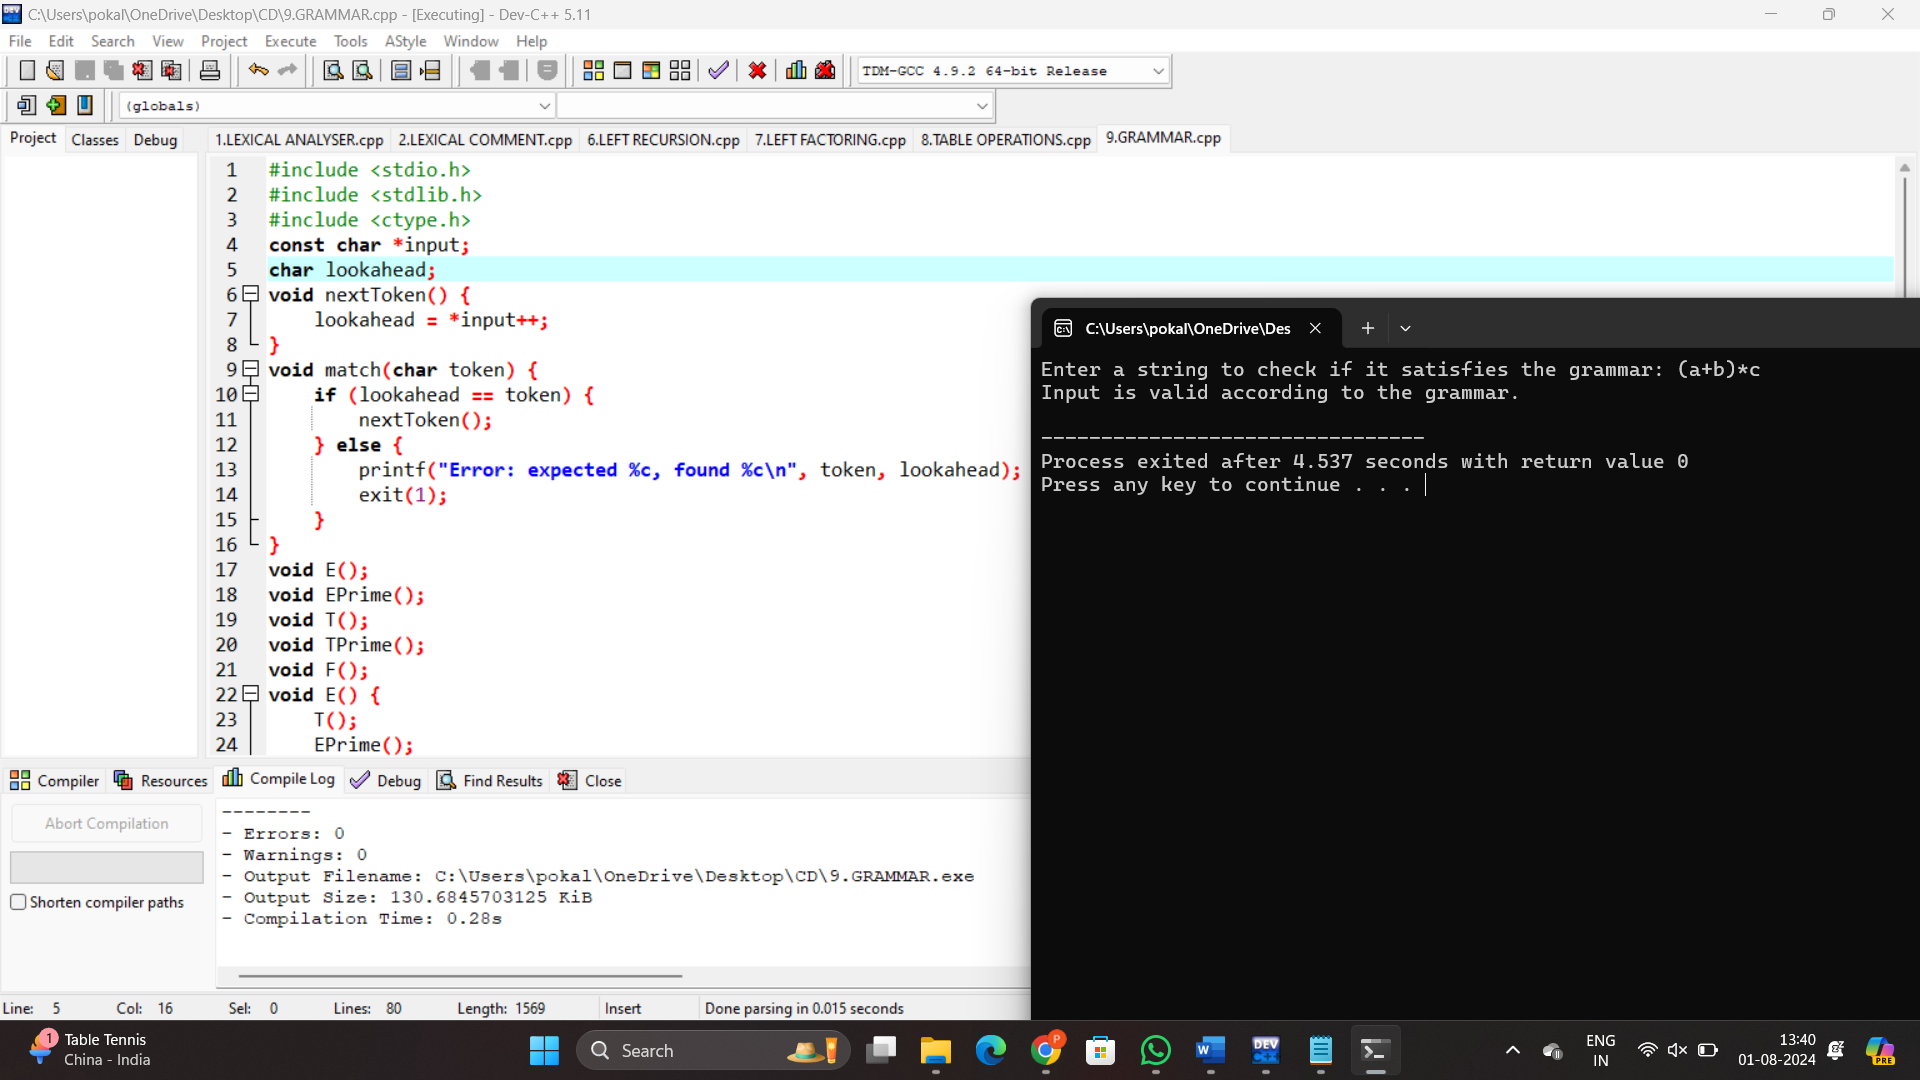 C:\Users\pokal\OneDrive\Desktop\CD\9.GRAMMAR.cpp - [Executing] - Dev-C++ 5.11
File Edit Search View Project Execute Tools AStyle Window Help
TDM-GCC 4.9.2 64-bit Release
(globals)
Project Classes Debug
1.LEXICAL ANALYSER.cpp 2.LEXICAL COMMENT.cpp 6.LEFT RECURSION.cpp 7.LEFT FACTORING.cpp 8.TABLE OPERATIONS.cpp 9.GRAMMAR.cpp
1 #include <stdio.h>
2 #include <stdlib.h>
3 #include <ctype.h>
4 const char *input;
5 char lookahead;
6 void nextToken() {
7 lookahead = *input++;
8 }
9 void match(char token) {
10 if (lookahead == token) {
11 nextToken();
12 } else {
13 printf("Error: expected %c, found %c\n", token, lookahead);
14 exit(1);
15 }
16 }
17 void E();
18 void EPrime();
19 void T();
20 void TPrime();
21 void F();
22 void E() {
23 T();
24 EPrime();
C:\Users\pokal\OneDrive\Des
Enter a string to check if it satisfies the grammar: (a+b)*c
Input is valid according to the grammar.
--------------------------------
Process exited after 4.537 seconds with return value 0
Press any key to continue . . .
Compiler Resources Compile Log Debug Find Results Close
Abort Compilation
Shorten compiler paths
--------
- Errors: 0
- Warnings: 0
- Output Filename: C:\Users\pokal\OneDrive\Desktop\CD\9.GRAMMAR.exe
- Output Size: 130.6845703125 KiB
- Compilation Time: 0.28s
Line: 5 Col: 16 Sel: 0 Lines: 80 Length: 1569 Insert Done parsing in 0.015 seconds
1
Table Tennis
China - India
Search
P
W
DEV
C++
ENG
IN
13:40
01-08-2024
PRE